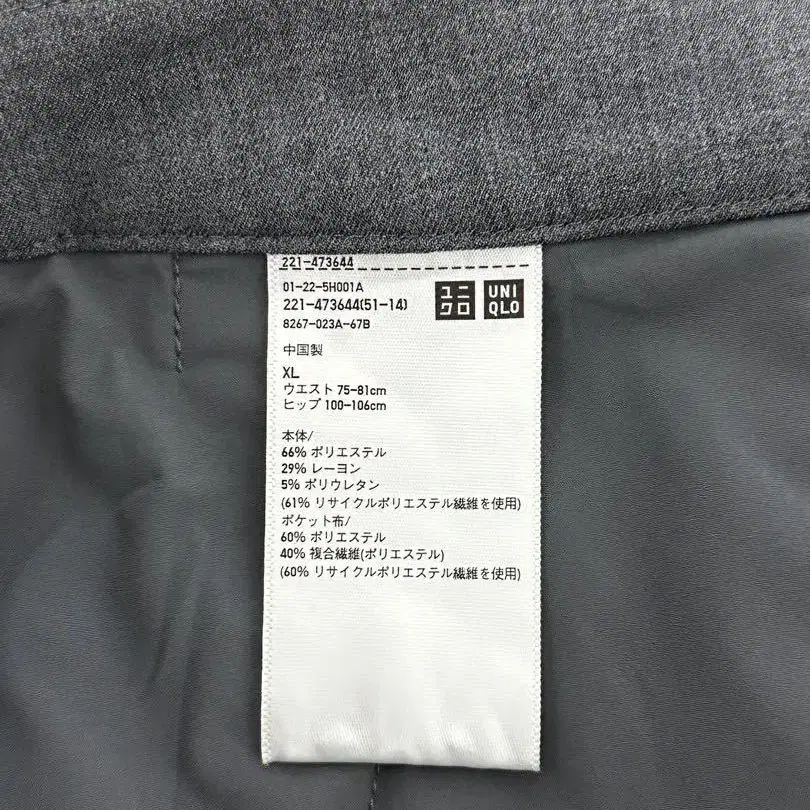 221-473644
01-22-5H001A
221-473644(51-14)
8267-023A-67B
ユニ
クロ
UNI
QLO
中国製
XL
ウエスト 75-81cm
ヒップ 100-106cm
本体/
66% ポリエステル
29% レーヨン
5% ポリウレタン
(61% リサイクルポリエステル繊維を使用)
ポケット布/
60% ポリエステル
40% 複合繊維(ポリエステル)
(60% リサイクルポリエステル繊維を使用)